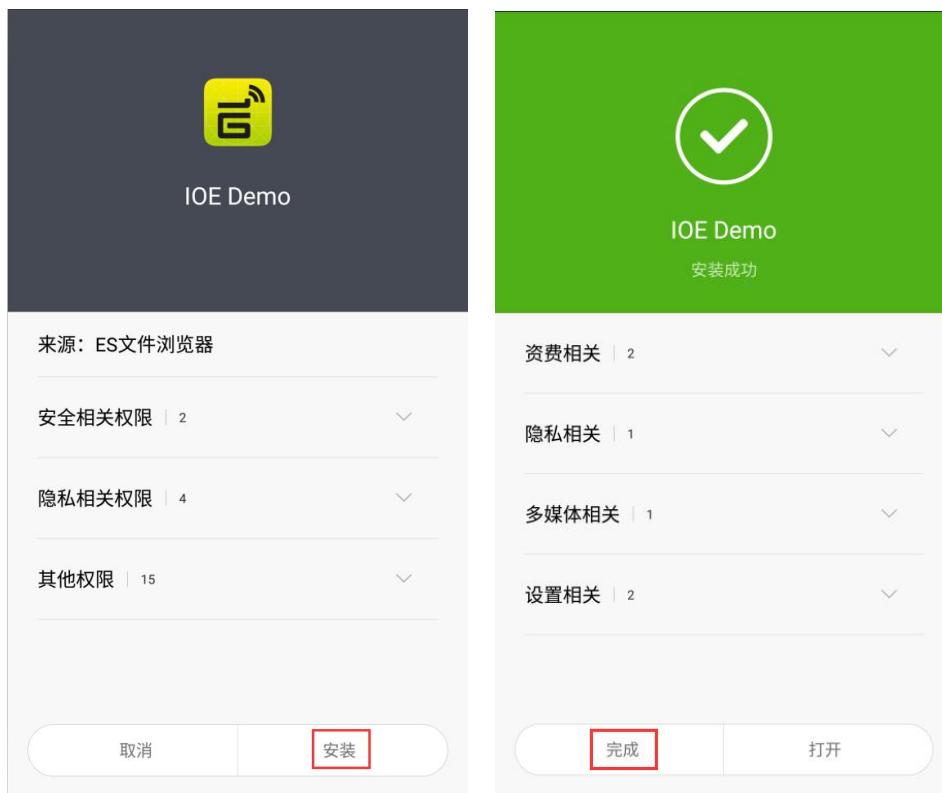 IOE Demo
来源：ES文件浏览器
安全相关权限 2
隐私相关权限 4
其他权限 15
取消 安装
IOE Demo
安装成功
资费相关 2
隐私相关 1
多媒体相关 1
设置相关 2
完成 打开